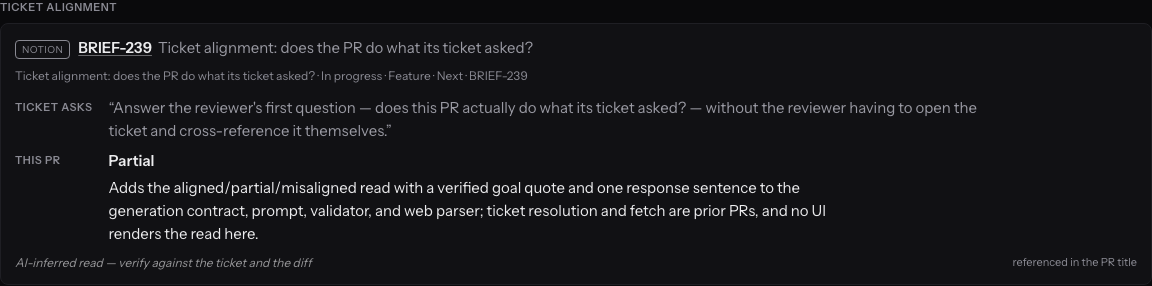 TICKET ALIGNMENT
NOTION BRIEF-239 Ticket alignment: does the PR do what its ticket asked?
Ticket alignment: does the PR do what its ticket asked? · In progress · Feature · Next · BRIEF-239
TICKET ASKS “Answer the reviewer's first question — does this PR actually do what its ticket asked? — without the reviewer having to open the
ticket and cross-reference it themselves.”
THIS PR Partial
Adds the aligned/partial/misaligned read with a verified goal quote and one response sentence to the
generation contract, prompt, validator, and web parser; ticket resolution and fetch are prior PRs, and no UI
renders the read here.
AI-inferred read — verify against the ticket and the diff referenced in the PR title